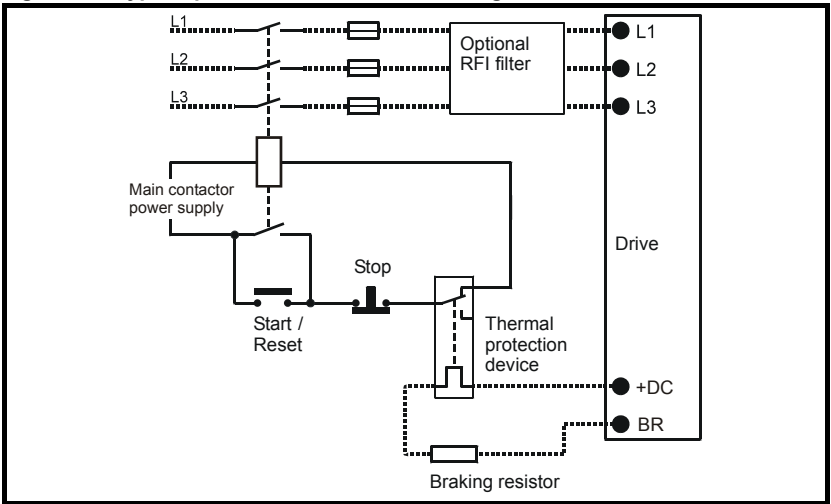 L1
L2
L3
Optional
RFI filter
L1
L2
L3
Main contactor
power supply
Drive
Stop
Start /
Reset
Thermal
protection
device
+DC
BR
Braking resistor